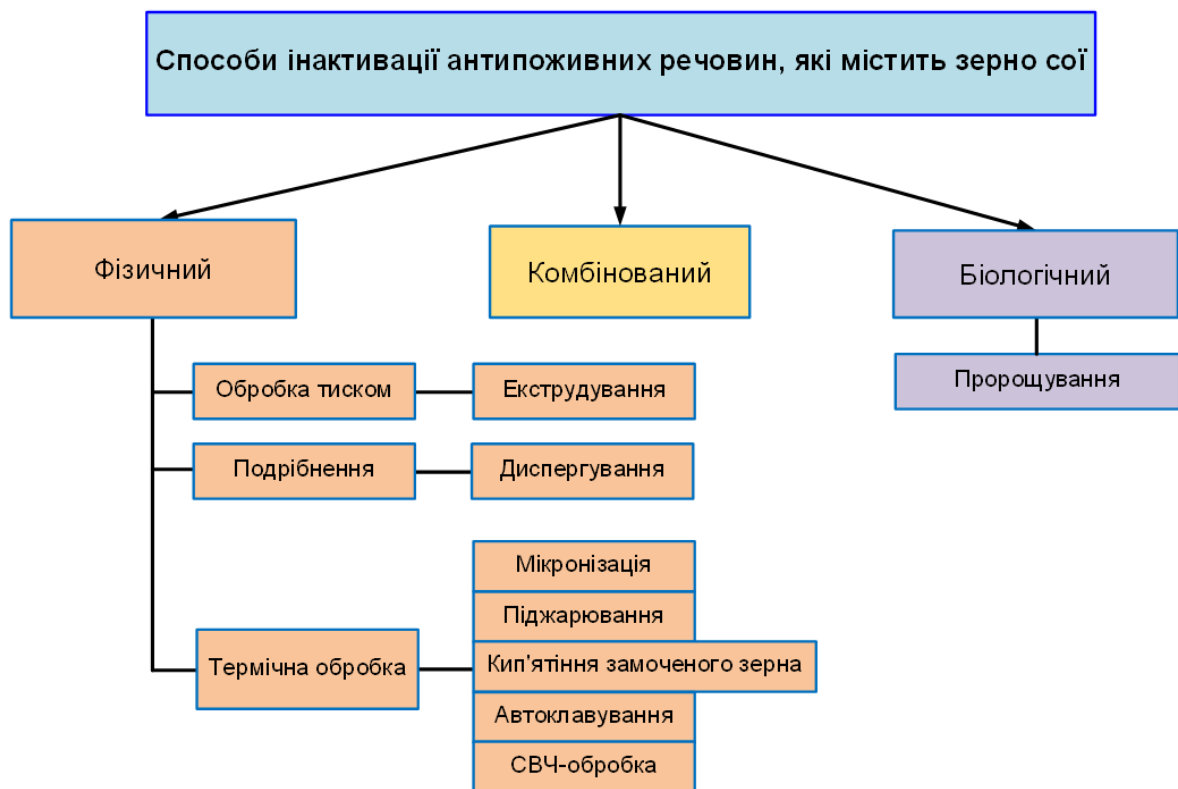 Способи інактивації антипоживних речовин, які містить зерно сої
Фізичний
Комбінований
Біологічний
Пророщування
Обробка тиском
Екструдування
Подрібнення
Диспергування
Термічна обробка
Мікронізація
Піджарювання
Кип'ятіння замоченого зерна
Автоклавування
СВЧ-обробка